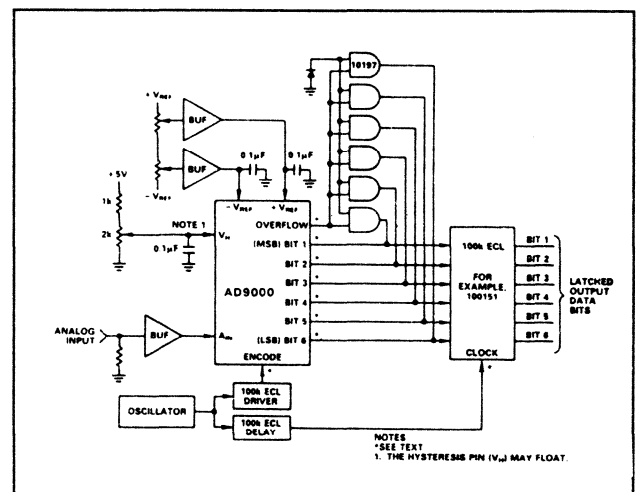 10197
+ VREF
BUF
0.1µF
0.1µF
BUF
+5V
- VREF
1k
- VREF
+ VREF
OVERFLOW
*
NOTE 1
2k
VH
(MSB) BIT 1
*
100k ECL
BIT 1
0.1µF
BIT 2
*
BIT 2
AD9000
BIT 3
*
FOR
EXAMPLE,
100151
BIT 3
LATCHED
OUTPUT
DATA
BITS
BIT 4
*
BIT 4
BIT 5
*
BIT 5
ANALOG
INPUT
BUF
AIN
(LSB) BIT 6
*
BIT 6
ENCODE
CLOCK
*
*
100k ECL
DRIVER
OSCILLATOR
100k ECL
DELAY
NOTES
*SEE TEXT
1. THE HYSTERESIS PIN (VH) MAY FLOAT.